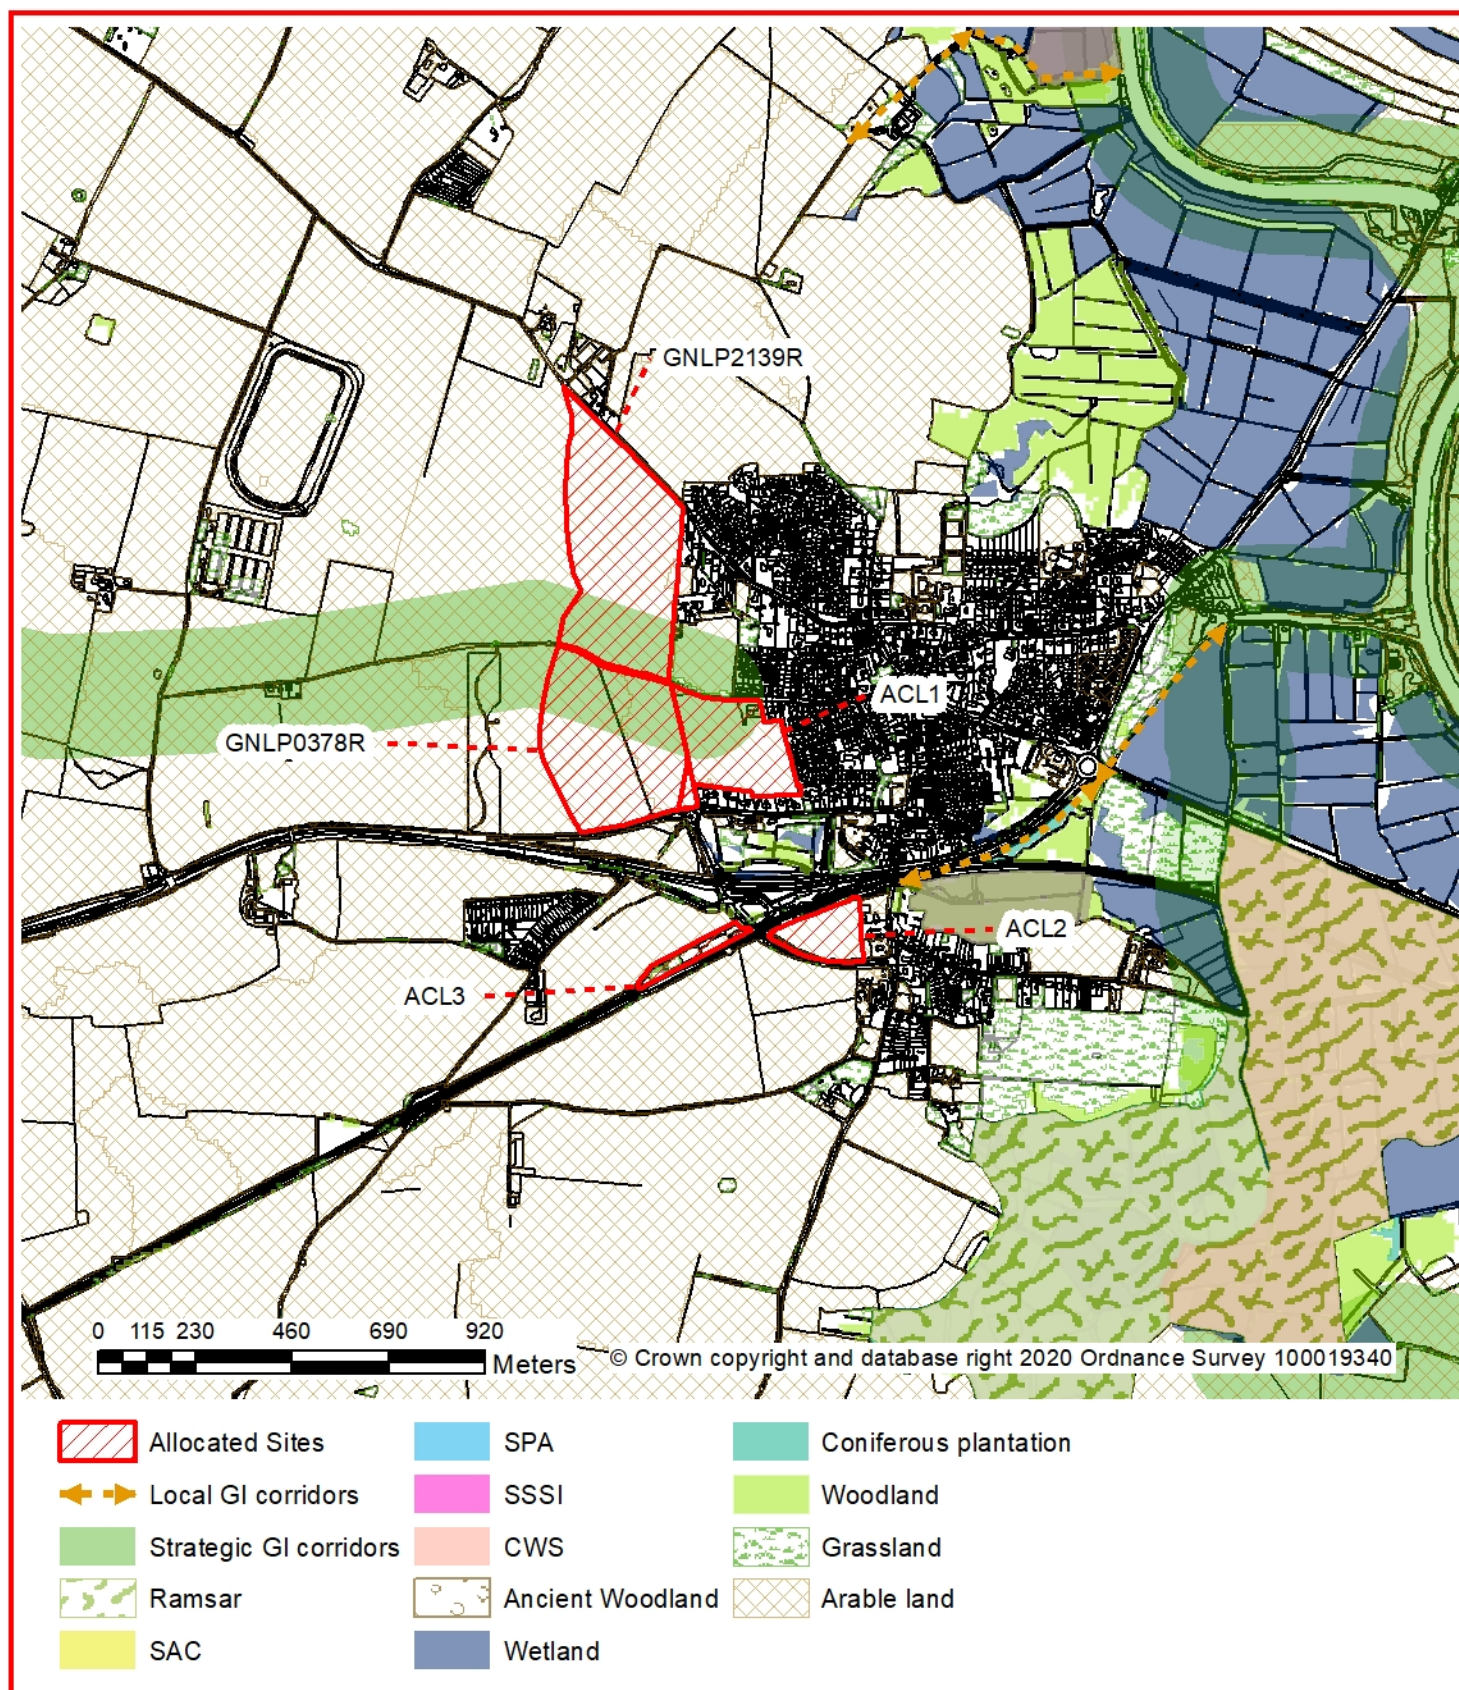 GNLP2139R
ACL1
GNLP0378R
ACL2
ACL3
0 115 230 460 690 920
Meters
© Crown copyright and database right 2020 Ordnance Survey 100019340
Allocated Sites
Local GI corridors
Strategic GI corridors
Ramsar
SAC
SPA
SSSI
CWS
Ancient Woodland
Wetland
Coniferous plantation
Woodland
Grassland
Arable land